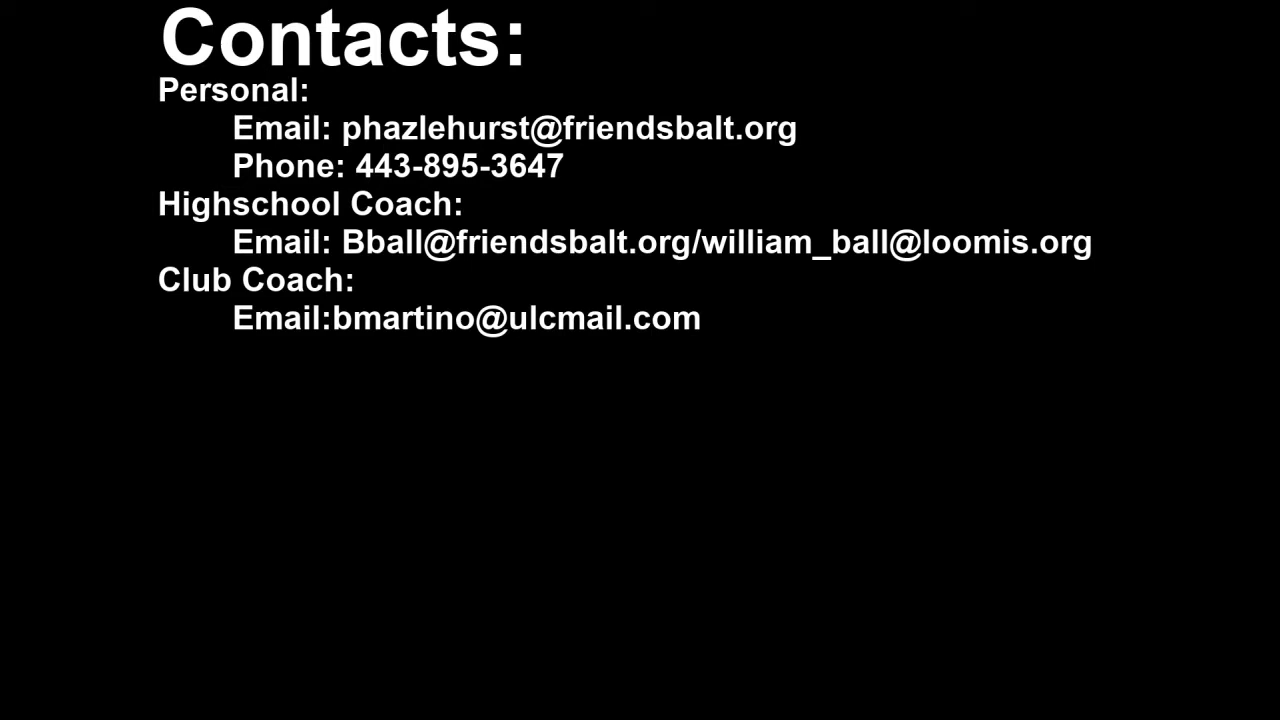 Contacts:
Personal:
Email: phazlehurst@friendsbalt.org
Phone: 443-895-3647
Highschool Coach:
Email: Bball@friendsbalt.org/william_ball@loomis.org
Club Coach:
Email:bmartino@ulcmail.com